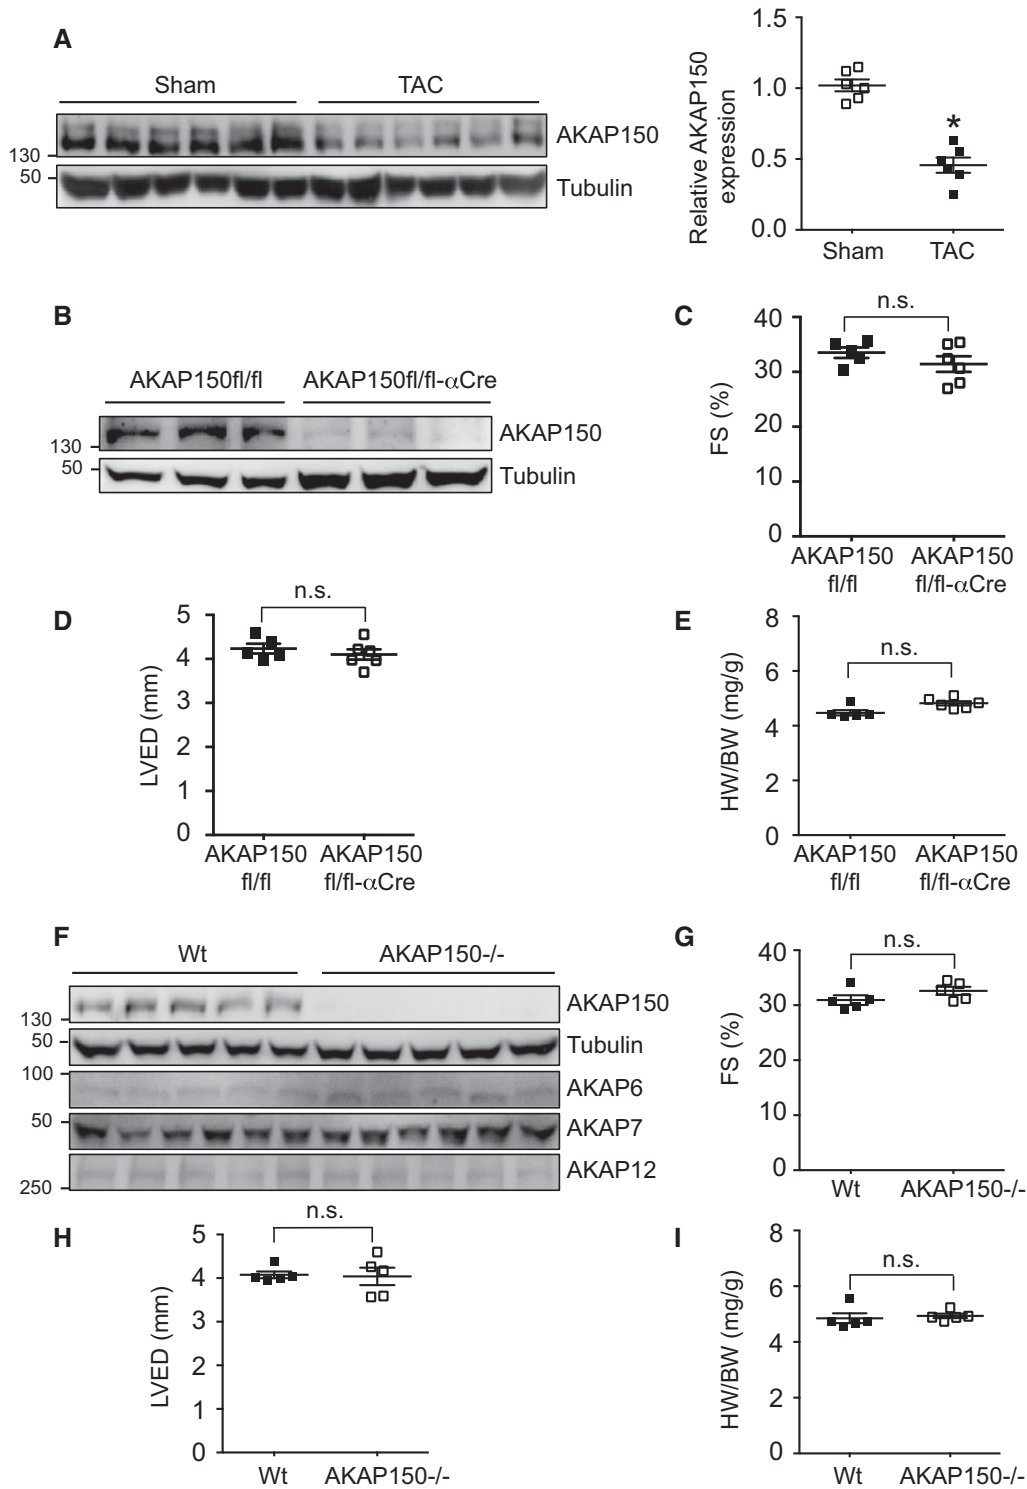 A
Sham
TAC
AKAP150
130
50
Tubulin
Relative AKAP150
expression
1.5
1.0
0.5
0.0
*
Sham
TAC
B
AKAP150fl/fl
AKAP150fl/fl-αCre
AKAP150
130
50
Tubulin
C
n.s.
FS (%)
40
30
20
10
0
AKAP150
fl/fl
AKAP150
fl/fl-αCre
D
n.s.
LVED (mm)
5
4
3
2
1
0
AKAP150
fl/fl
AKAP150
fl/fl-αCre
E
n.s.
HW/BW (mg/g)
8
6
4
2
0
AKAP150
fl/fl
AKAP150
fl/fl-αCre
F
Wt
AKAP150-/-
AKAP150
130
50
Tubulin
100
AKAP6
50
AKAP7
AKAP12
250
G
n.s.
FS (%)
40
30
20
10
0
Wt
AKAP150-/-
H
n.s.
LVED (mm)
5
4
3
2
1
0
Wt
AKAP150-/-
I
n.s.
HW/BW (mg/g)
8
6
4
2
0
Wt
AKAP150-/-